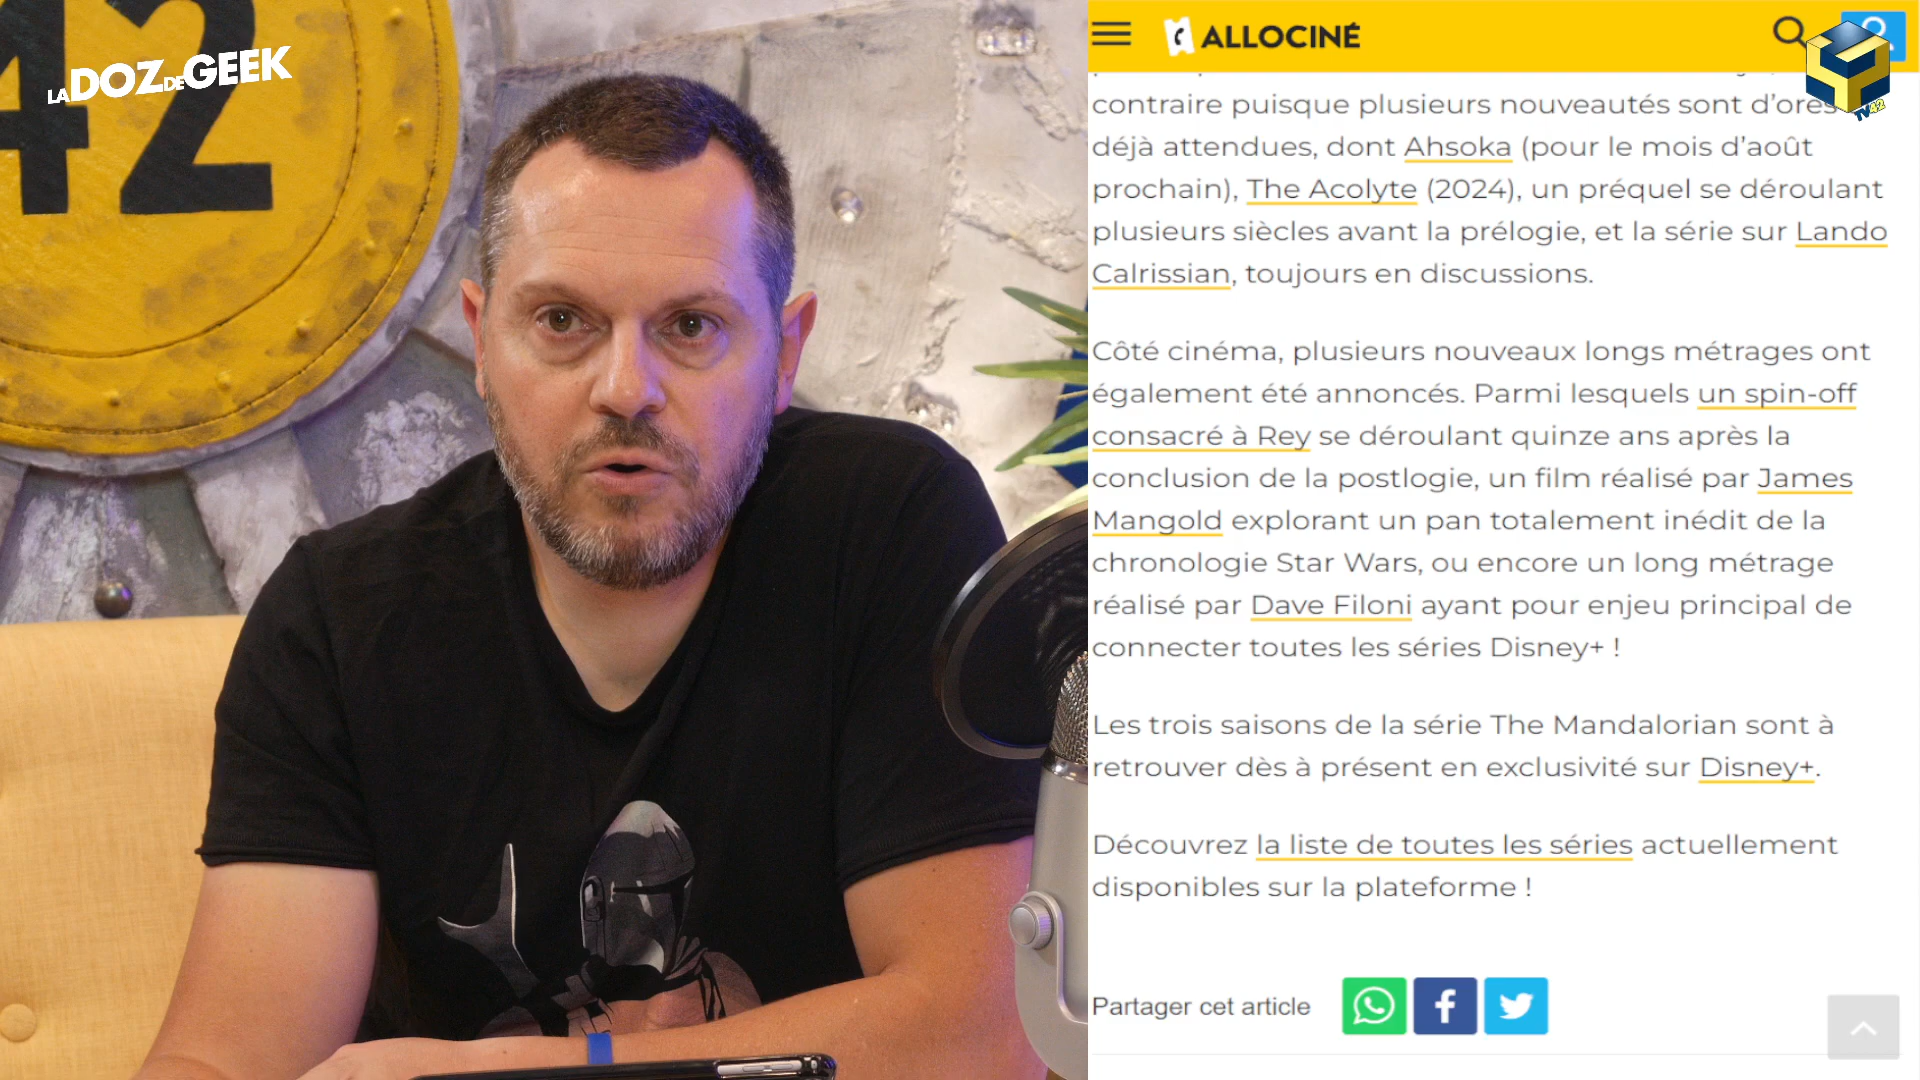 42
LA DOZ DE GEEK
ALLOCINÉ
TV42
contraire puisque plusieurs nouveautés sont d’ores
déjà attendues, dont Ahsoka (pour le mois d’août
prochain), The Acolyte (2024), un préquel se déroulant
plusieurs siècles avant la prélogie, et la série sur Lando
Calrissian, toujours en discussions.
Côté cinéma, plusieurs nouveaux longs métrages ont
également été annoncés. Parmi lesquels un spin-off
consacré à Rey se déroulant quinze ans après la
conclusion de la postlogie, un film réalisé par James
Mangold explorant un pan totalement inédit de la
chronologie Star Wars, ou encore un long métrage
réalisé par Dave Filoni ayant pour enjeu principal de
connecter toutes les séries Disney+ !
Les trois saisons de la série The Mandalorian sont à
retrouver dès à présent en exclusivité sur Disney+.
Découvrez la liste de toutes les séries actuellement
disponibles sur la plateforme !
Partager cet article